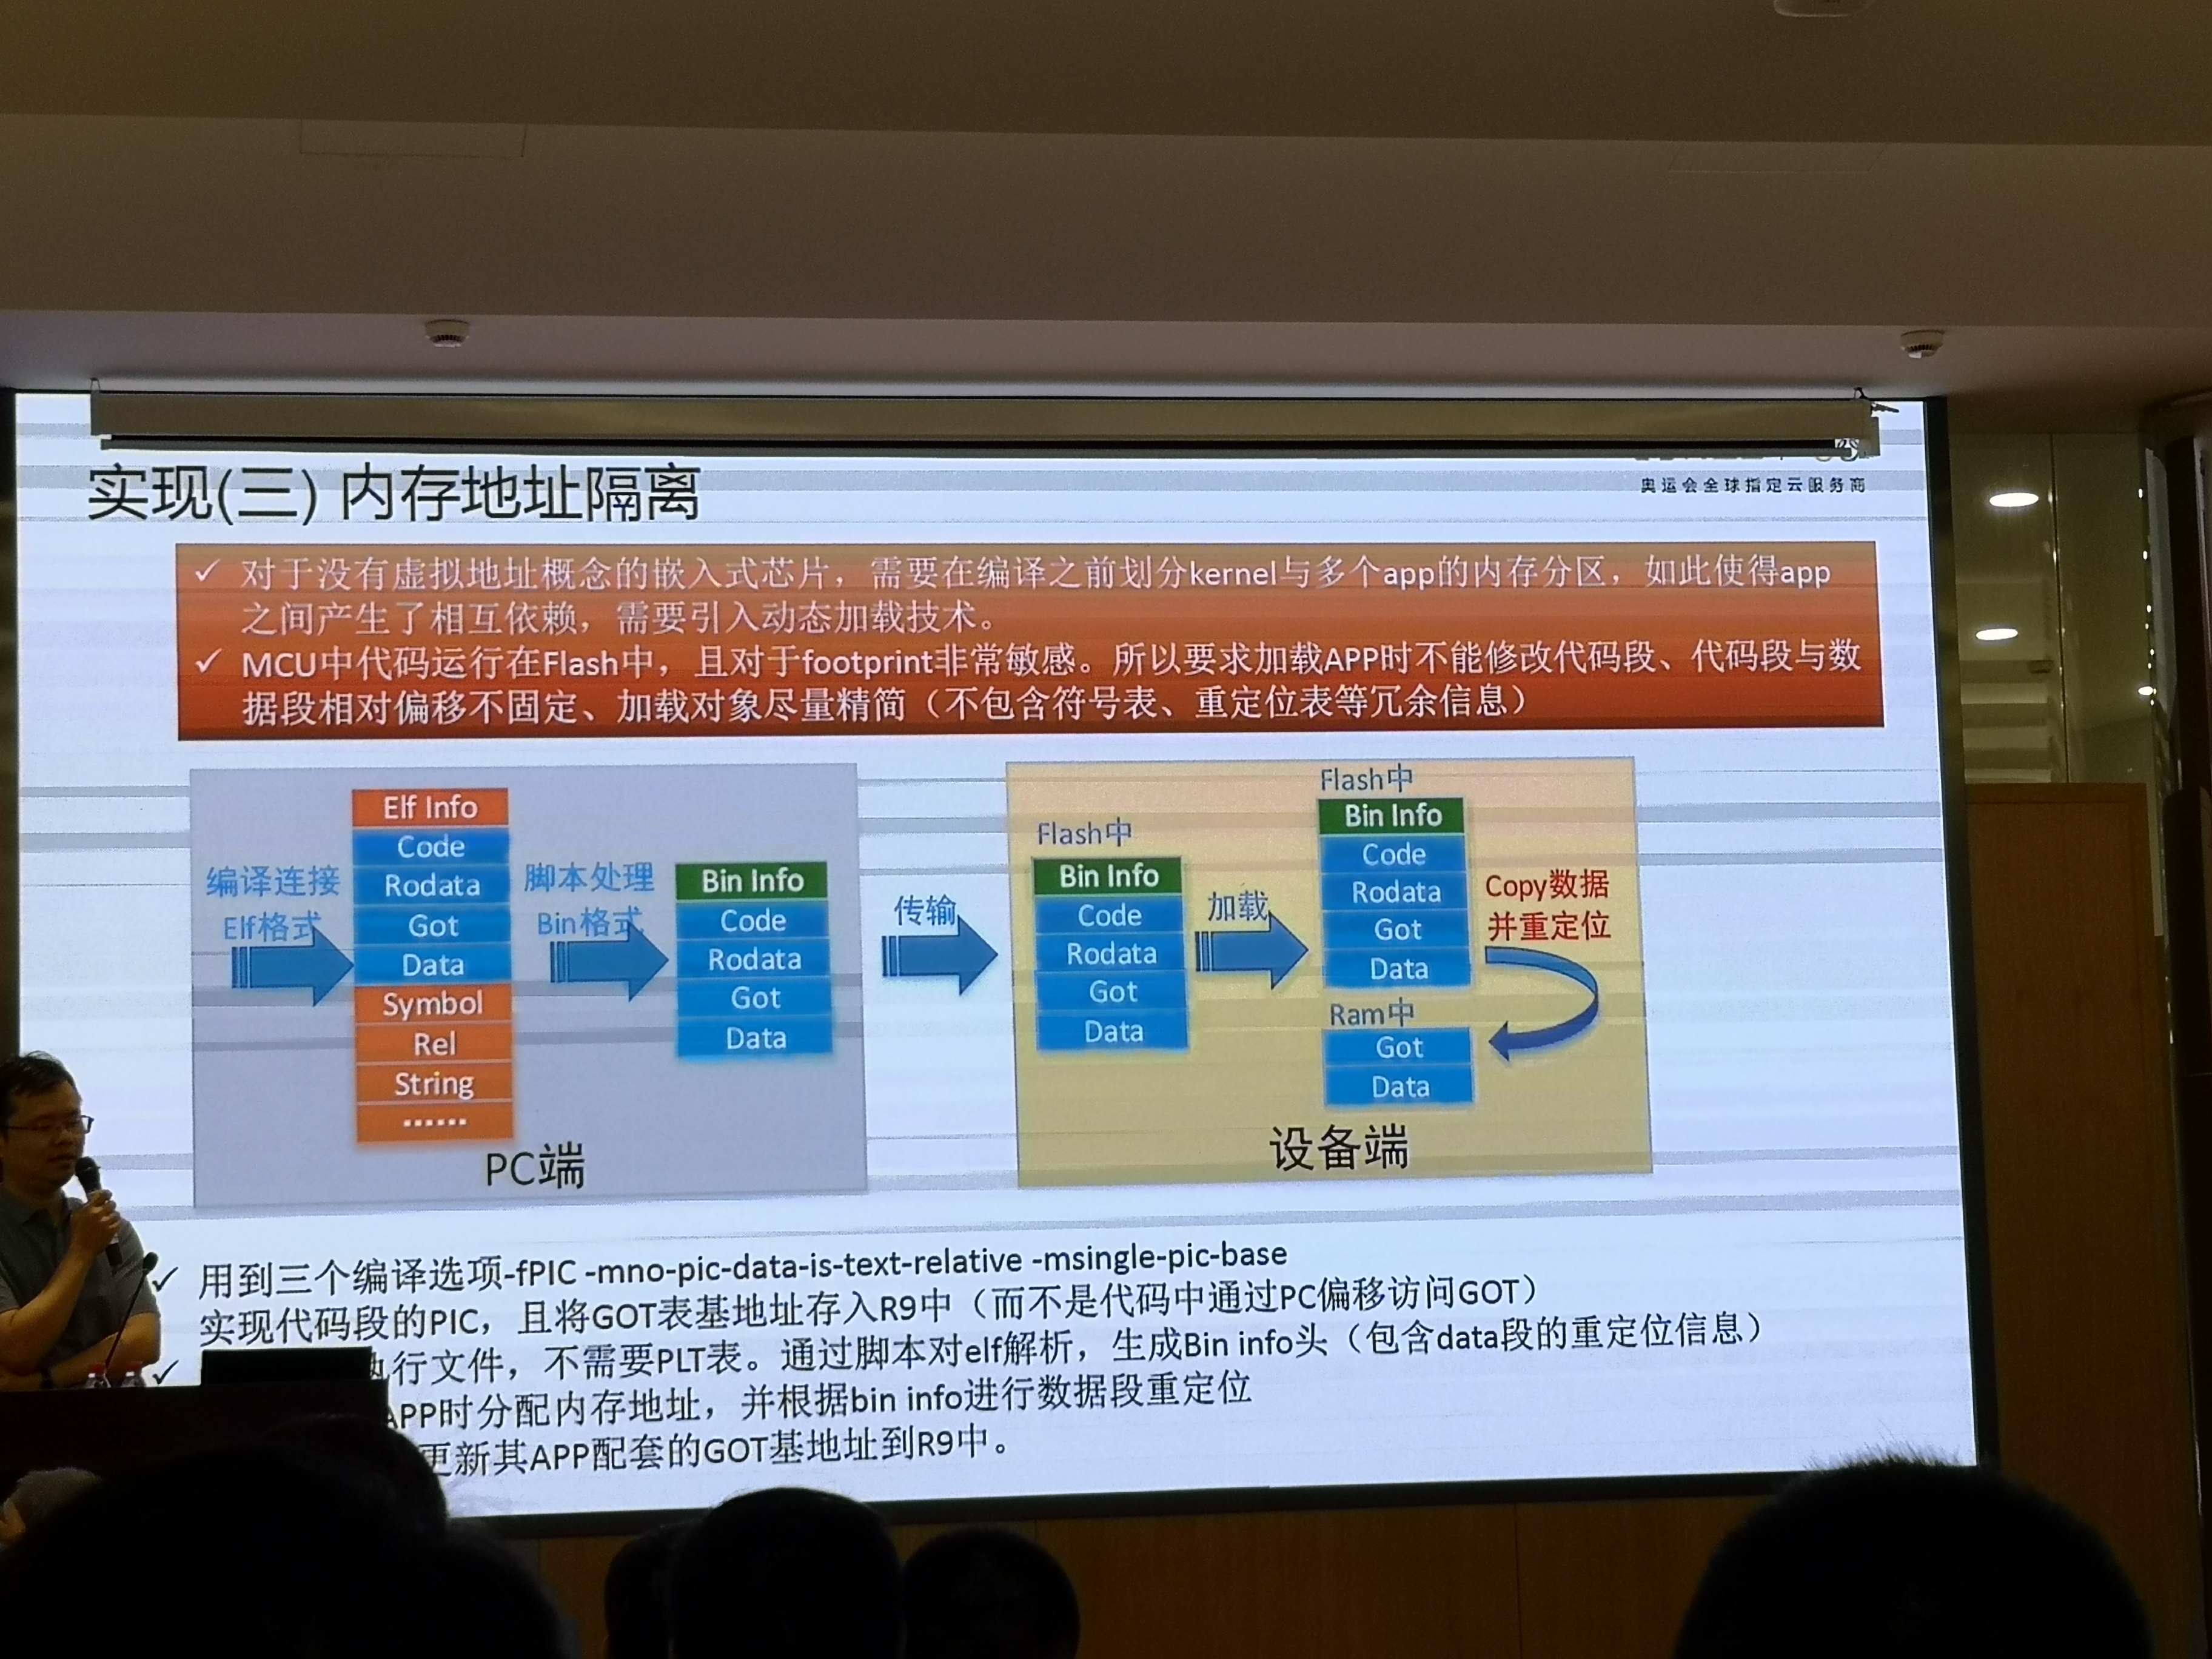 实现(三) 内存地址隔离
奥运会全球指定云服务商
✓ 对于没有虚拟地址概念的嵌入式芯片，需要在编译之前划分kernel与多个app的内存分区，如此使得app
之间产生了相互依赖，需要引入动态加载技术。
✓ MCU中代码运行在Flash中，且对于footprint非常敏感。所以要求加载APP时不能修改代码段、代码段与数
据段相对偏移不固定、加载对象尽量精简（不包含符号表、重定位表等冗余信息）
编译连接
Elf格式
Elf Info
Code
Rodata
Got
Data
Symbol
Rel
String
......
脚本处理
Bin格式
Bin Info
Code
Rodata
Got
Data
PC端
传输
Flash中
Bin Info
Code
Rodata
Got
Data
加载
Flash中
Bin Info
Code
Rodata
Got
Data
Copy数据
并重定位
Ram中
Got
Data
设备端
✓ 用到三个编译选项-fPIC -mno-pic-data-is-text-relative -msingle-pic-base
实现代码段的PIC，且将GOT表基地址存入R9中（而不是代码中通过PC偏移访问GOT）
✓ 执行文件，不需要PLT表。通过脚本对elf解析，生成Bin info头（包含data段的重定位信息）
APP时分配内存地址，并根据bin info进行数据段重定位
更新其APP配套的GOT基地址到R9中。